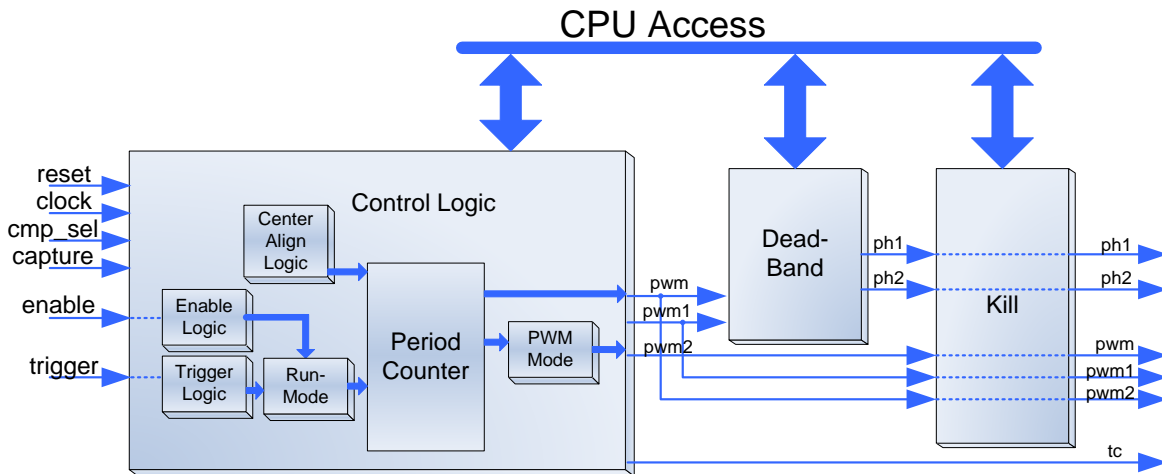 CPU Access
reset
clock
cmp_sel
capture
enable
trigger
Control Logic
Center
Align
Logic
Enable
Logic
Trigger
Logic
Run-
Mode
Period
Counter
PWM
Mode
pwm
pwm1
pwm2
Dead-
Band
ph1
ph2
Kill
ph1
ph2
pwm
pwm1
pwm2
tc